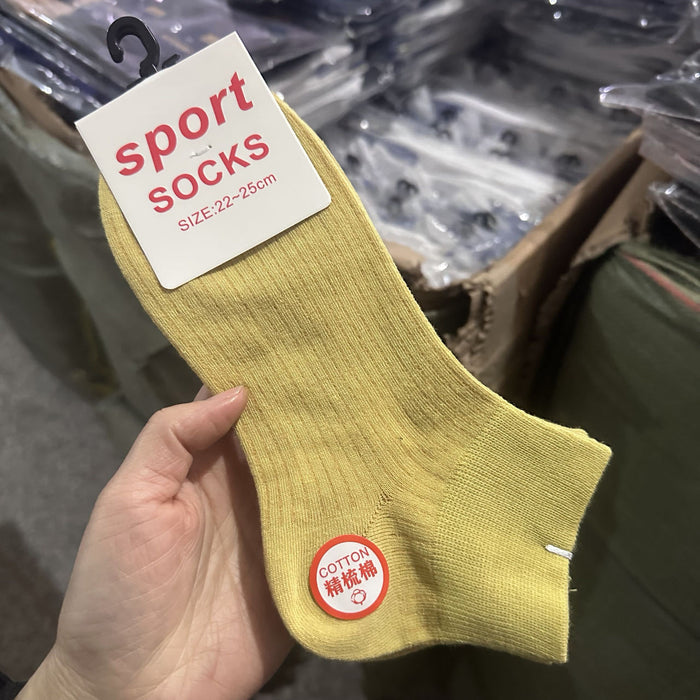 sport
SOCKS
SIZE:22~25cm
COTTON
精梳棉